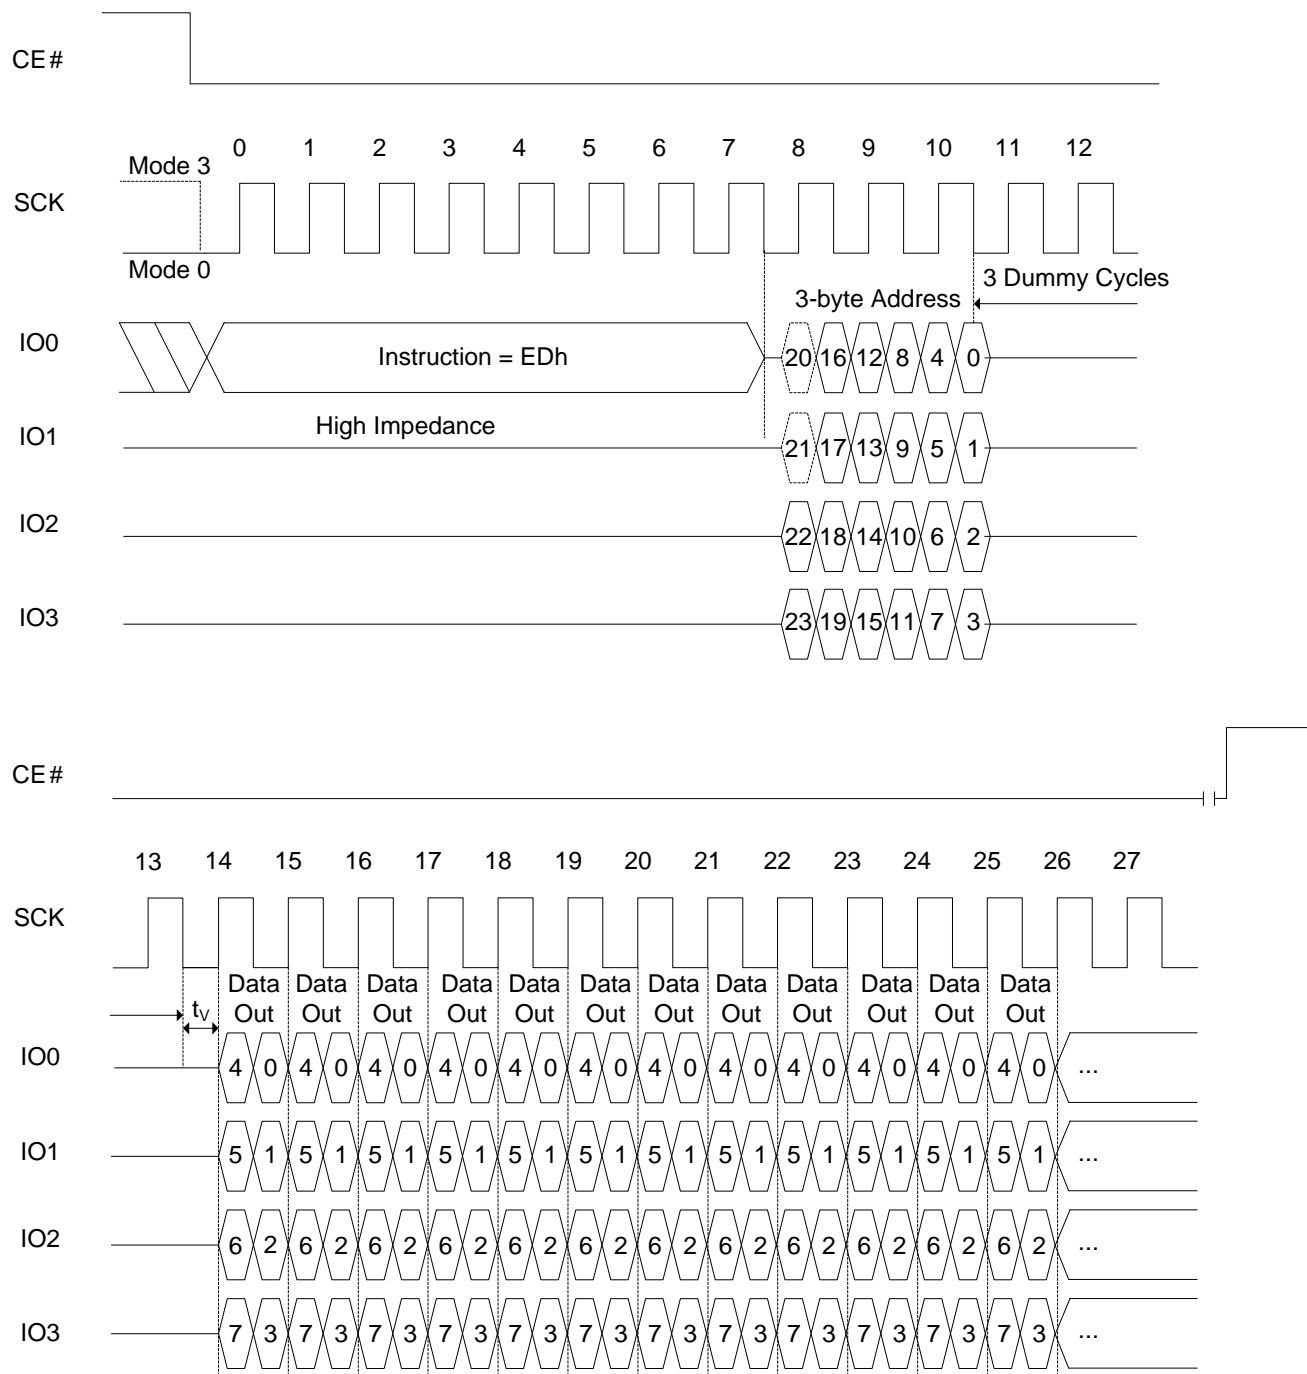 CE#
0 1 2 3 4 5 6 7 8 9 10 11 12
Mode 3
SCK
Mode 0
3 Dummy Cycles
3-byte Address
IO0
Instruction = EDh
20 16 12 8 4 0
High Impedance
IO1
21 17 13 9 5 1
IO2
22 18 14 10 6 2
IO3
23 19 15 11 7 3
CE#
13 14 15 16 17 18 19 20 21 22 23 24 25 26 27
SCK
Data Data Data Data Data Data Data Data Data Data Data Data
tV Out Out Out Out Out Out Out Out Out Out Out Out
IO0 4 0 4 0 4 0 4 0 4 0 4 0 4 0 4 0 4 0 4 0 4 0 4 0 ...
IO1 5 1 5 1 5 1 5 1 5 1 5 1 5 1 5 1 5 1 5 1 5 1 5 1 ...
IO2 6 2 6 2 6 2 6 2 6 2 6 2 6 2 6 2 6 2 6 2 6 2 6 2 ...
IO3 7 3 7 3 7 3 7 3 7 3 7 3 7 3 7 3 7 3 7 3 7 3 7 3 ...